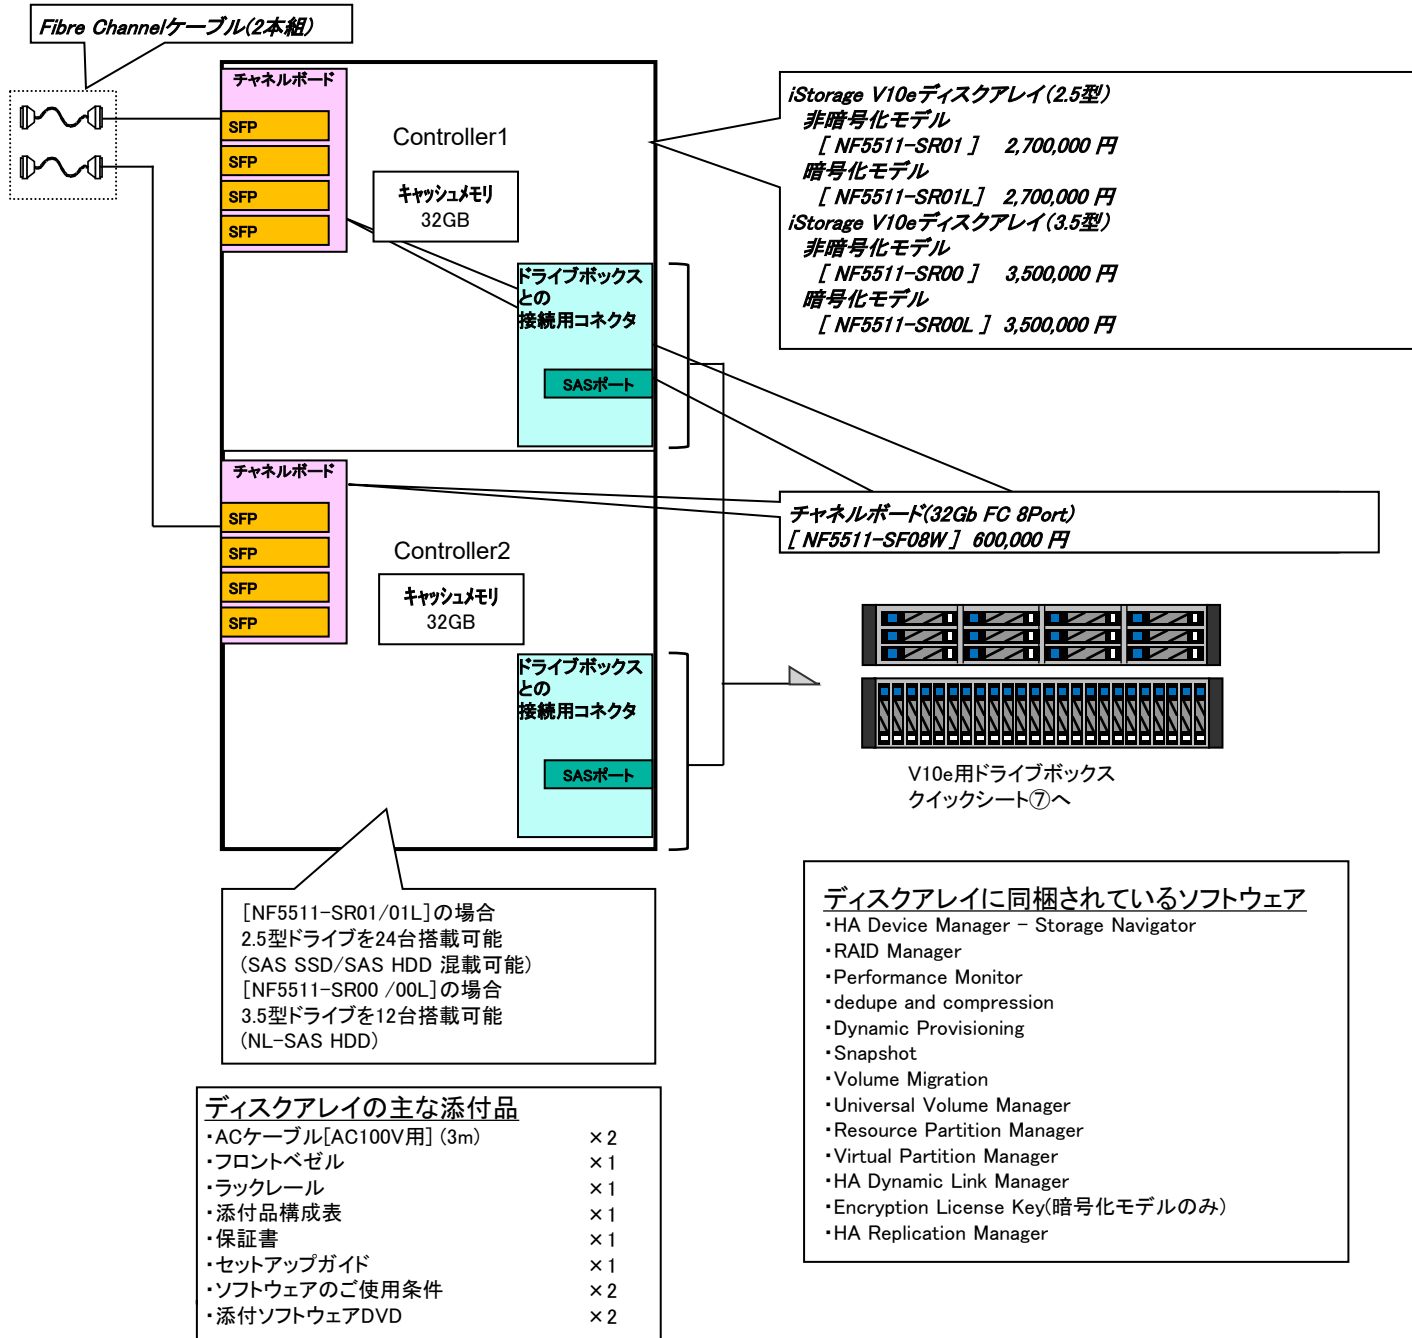 Fibre Channelケーブル(2本組)
チャネルボード
SFP
SFP
SFP
SFP
Controller1
キャッシュメモリ
32GB
ドライブボックス
との
接続用コネクタ
SASポート
iStorage V10eディスクアレイ(2.5型)
非暗号化モデル
[ NF5511-SR01 ] 2,700,000 円
暗号化モデル
[ NF5511-SR01L] 2,700,000 円
iStorage V10eディスクアレイ(3.5型)
非暗号化モデル
[ NF5511-SR00 ] 3,500,000 円
暗号化モデル
[ NF5511-SR00L ] 3,500,000 円
チャネルボード
SFP
SFP
SFP
SFP
Controller2
キャッシュメモリ
32GB
ドライブボックス
との
接続用コネクタ
SASポート
チャネルボード(32Gb FC 8Port)
[ NF5511-SF08W ] 600,000 円
V10e用ドライブボックス
クイックシート⑦へ
[NF5511-SR01/01L]の場合
2.5型ドライブを24台搭載可能
(SAS SSD/SAS HDD 混載可能)
[NF5511-SR00 /00L]の場合
3.5型ドライブを12台搭載可能
(NL-SAS HDD)
ディスクアレイに同梱されているソフトウェア
・HA Device Manager - Storage Navigator
・RAID Manager
・Performance Monitor
・dedupe and compression
・Dynamic Provisioning
・Snapshot
・Volume Migration
・Universal Volume Manager
・Resource Partition Manager
・Virtual Partition Manager
・HA Dynamic Link Manager
・Encryption License Key(暗号化モデルのみ)
・HA Replication Manager
ディスクアレイの主な添付品
・ACケーブル[AC100V用] (3m) ×2
・フロントベゼル ×1
・ラックレール ×1
・添付品構成表 ×1
・保証書 ×1
・セットアップガイド ×1
・ソフトウェアのご使用条件 ×2
・添付ソフトウェアDVD ×2